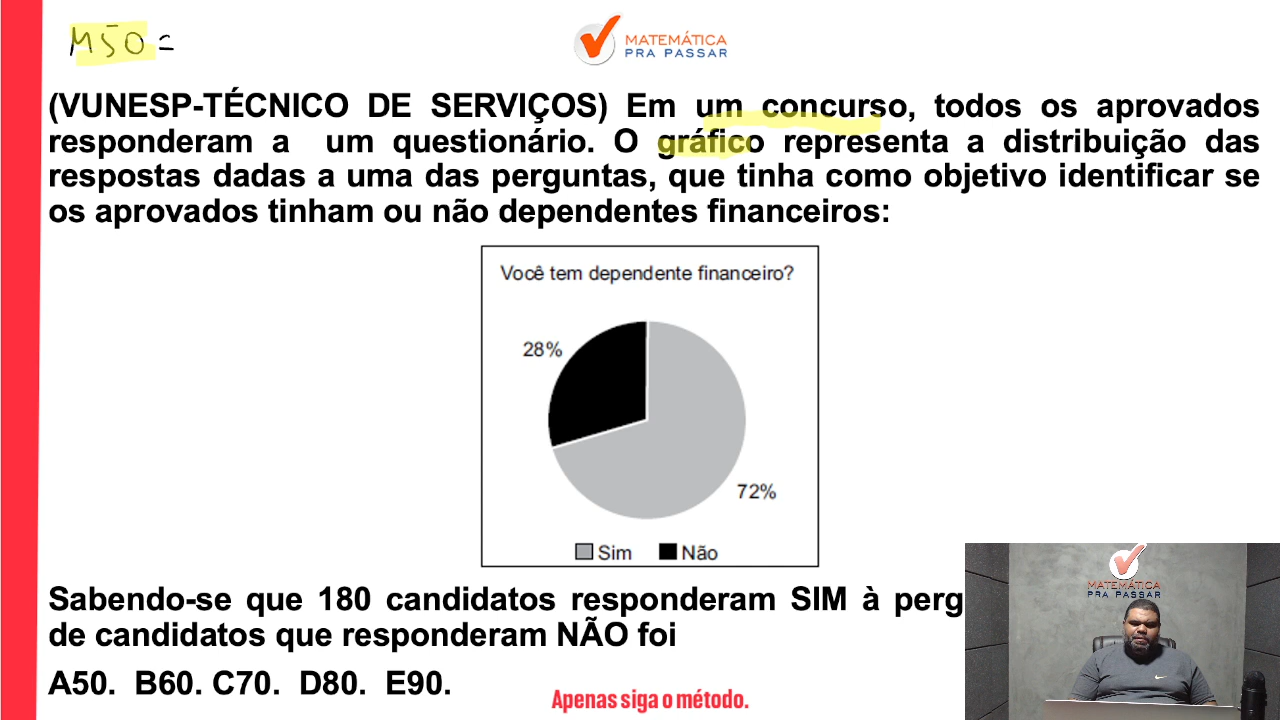 M50=
MATEMÁTICA
PRA PASSAR
(VUNESP-TÉCNICO DE SERVIÇOS) Em um concurso, todos os aprovados
responderam a um questionário. O gráfico representa a distribuição das
respostas dadas a uma das perguntas, que tinha como objetivo identificar se
os aprovados tinham ou não dependentes financeiros:
Você tem dependente financeiro?
28%
72%
Sim Não
Sabendo-se que 180 candidatos responderam SIM à perg
de candidatos que responderam NÃO foi
A50. B60. C70. D80. E90.
Apenas siga o método.
MATEMÁTICA
PRA PASSAR